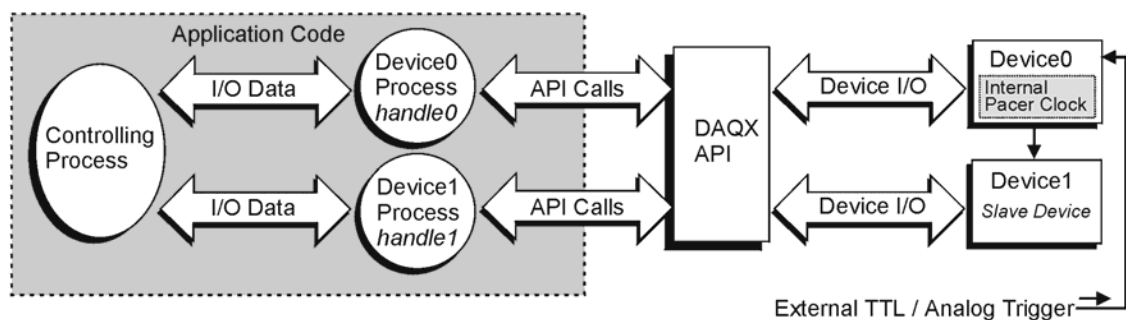 Application Code
Controlling
Process
I/O Data
Device0
Process
handle0
API Calls
DAQX
API
Device I/O
Device0
Internal
Pacer Clock
I/O Data
Device1
Process
handle1
API Calls
Device I/O
Device1
Slave Device
External TTL / Analog Trigger